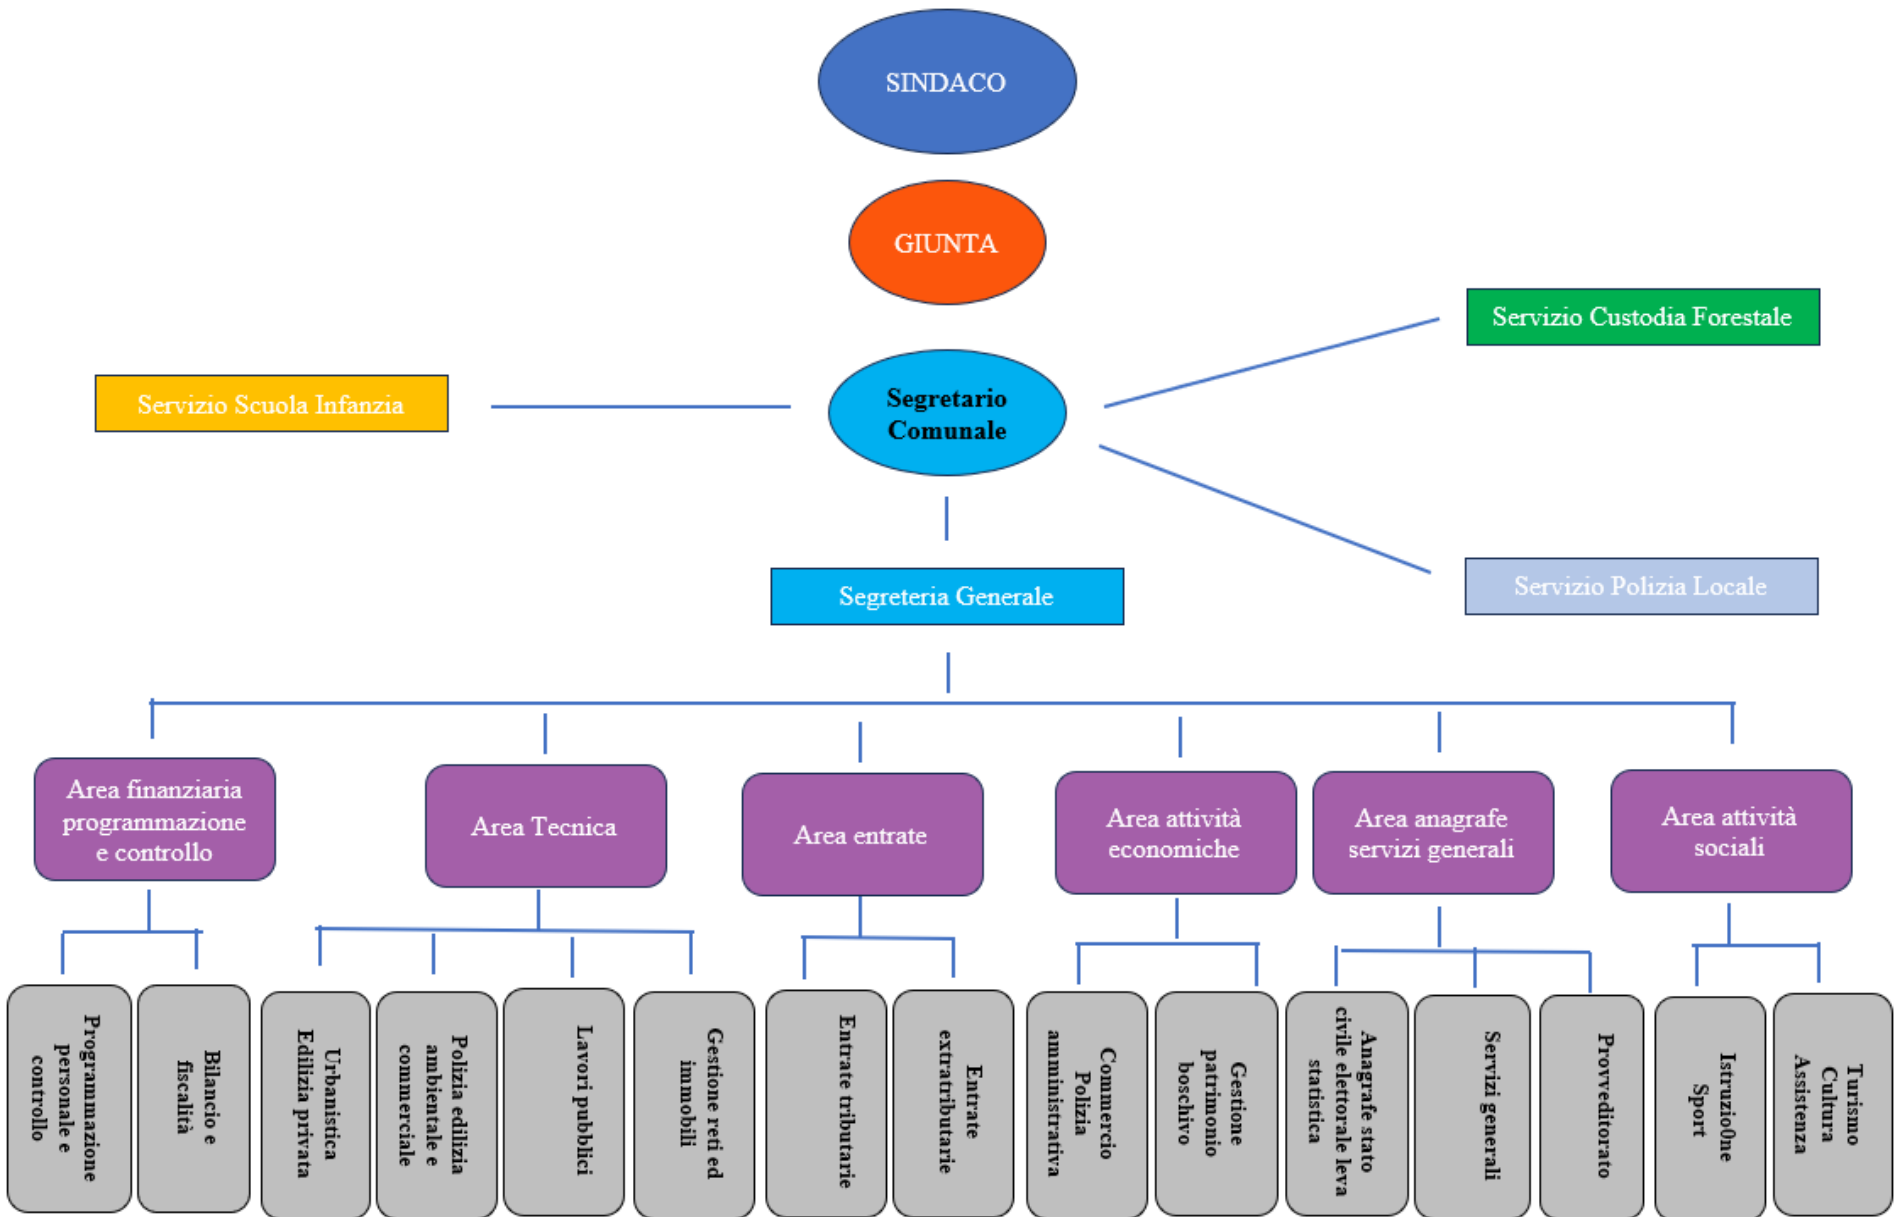 SINDACO
GIUNTA
Servizio Custodia Forestale
Servizio Scuola Infanzia
Segretario
Comunale
Servizio Polizia Locale
Segreteria Generale
Area finanziaria
programmazione
e controllo
Area Tecnica
Area entrate
Area attività
economiche
Area anagrafe
servizi generali
Area attività
sociali
Programmazione
personale e
controllo
Bilancio e
fiscalità
Urbanistica
Edilizia privata
Polizia edilizia
ambientale e
commerciale
Lavori pubblici
Gestione reti ed
immobili
Entrate tributarie
Entrate
extratributarie
Commercio
Polizia
amministrativa
Gestione
patrimonio
boschivo
Anagrafe stato
civile elettorale leva
statistica
Servizi generali
Provveditorato
Istruzio0ne
Sport
Turismo
Cultura
Assistenza